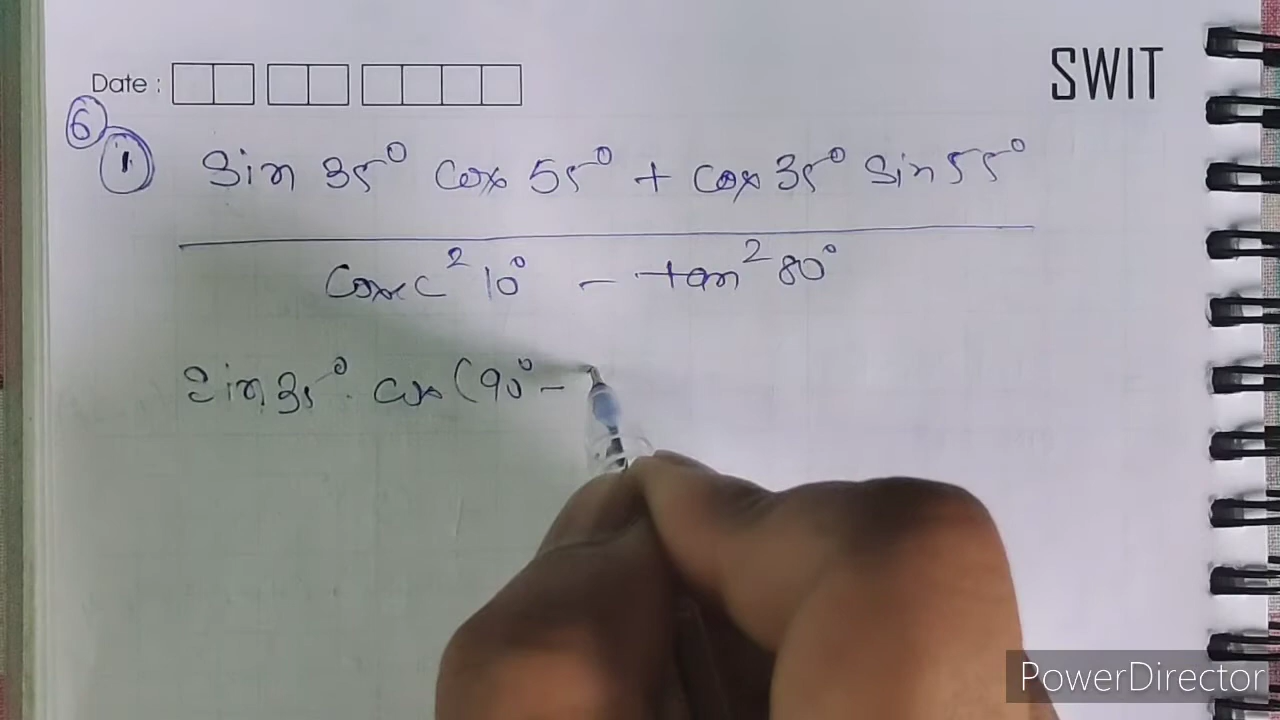 SWIT
Date :
6
1 Sin 35° Cos 55° + Cos 35° Sin 55°
Cosec² 10° - tan² 80°
Sin 35° . Cos (90° -
PowerDirector